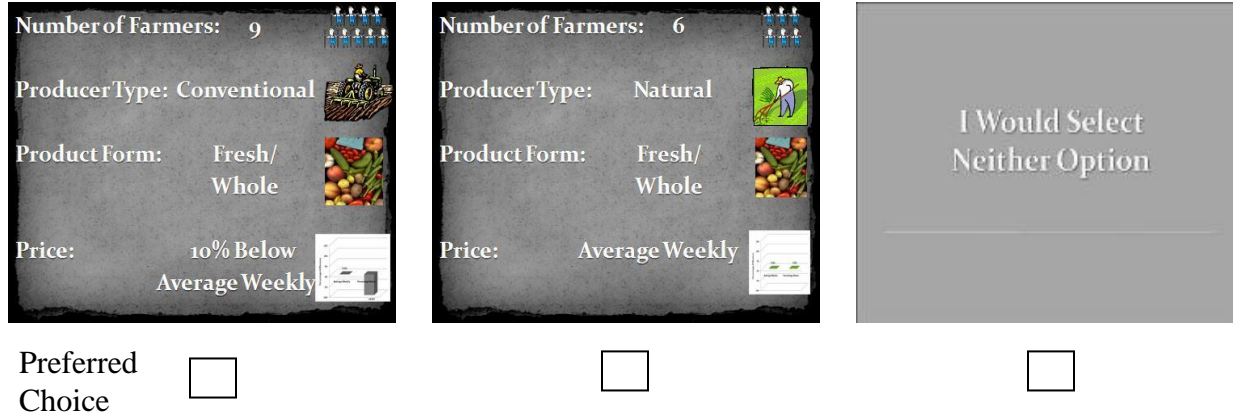 Number of Farmers: 9
Producer Type: Conventional
Product Form: Fresh/
Whole
Price: 10% Below
Average Weekly
Number of Farmers: 6
Producer Type: Natural
Product Form: Fresh/
Whole
Price: Average Weekly
I Would Select
Neither Option
Preferred
Choice